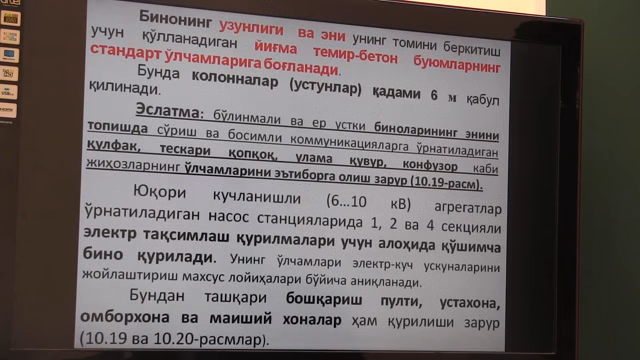 Бинонинг узунлиги ва эни унинг томини беркитиш
учун қўлланадиган йиғма темир-бетон буюмларнинг
стандарт ўлчамларига боғланади.
Бунда колонналар (устунлар) қадами 6 м қабул
қилинади.
Эслатма: бўлинмали ва ер устки биноларининг энини
топишда сўриш ва босимли коммуникацияларга ўрнатиладиган
қулфак, тескари қопқоқ, улама қувур, конфузор каби
жиҳозларнинг ўлчамларини эътиборга олиш зарур (10.19-расм).
Юқори кучланишли (6...10 кВ) агрегатлар
ўрнатиладиган насос станцияларида 1, 2 ва 4 секцияли
электр тақсимлаш қурилмалари учун алоҳида қўшимча
бино қурилади. Унинг ўлчамлари электр-куч ускуналарини
жойлаштириш махсус лойиҳалари бўйича аниқланади.
Бундан ташқари бошқариш пулти, устахона,
омборхона ва маиший хоналар ҳам қурилиши зарур
(10.19 ва 10.20-расмлар).